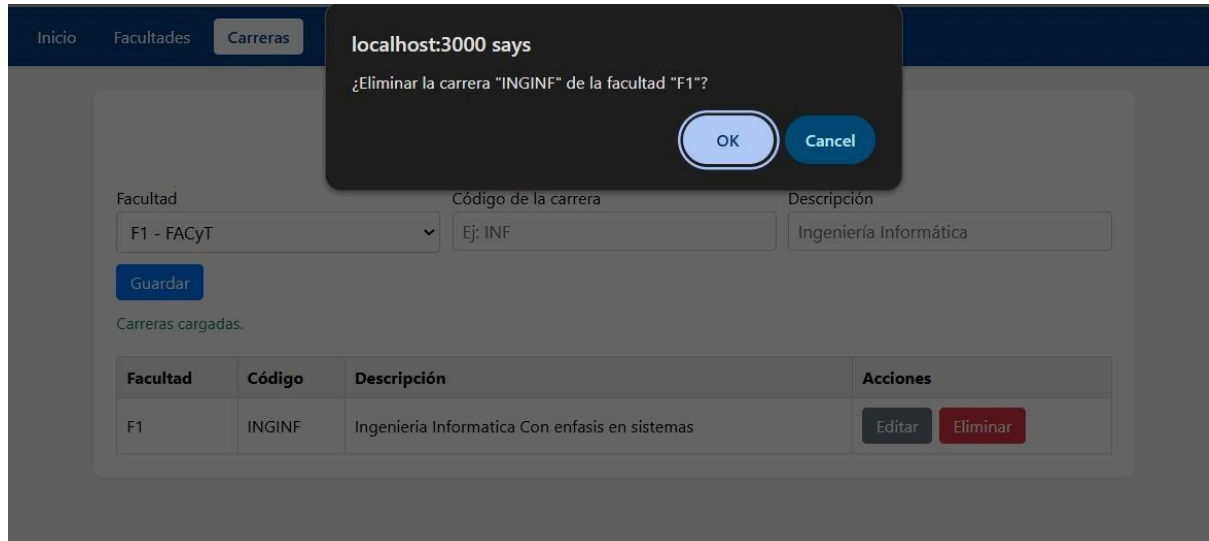 Inicio Facultades Carreras
localhost:3000 says
¿Eliminar la carrera "INGINF" de la facultad "F1"?
OK Cancel
Facultad Código de la carrera Descripción
F1 - FACyT Ej: INF Ingeniería Informática
Guardar
Carreras cargadas.
Facultad Código Descripción Acciones
F1 INGINF Ingenieria Informatica Con enfasis en sistemas Editar Eliminar